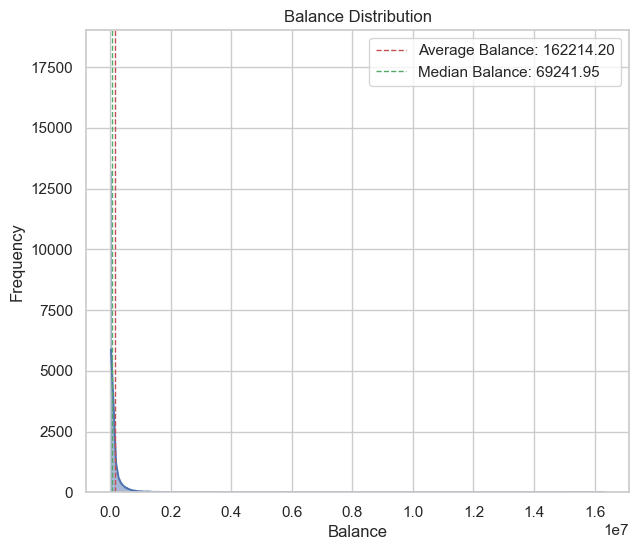 Balance Distribution
Average Balance: 162214.20
Median Balance: 69241.95
17500
15000
12500
10000
7500
5000
2500
0
Frequency
0.0 0.2 0.4 0.6 0.8 1.0 1.2 1.4 1.6
1e7
Balance